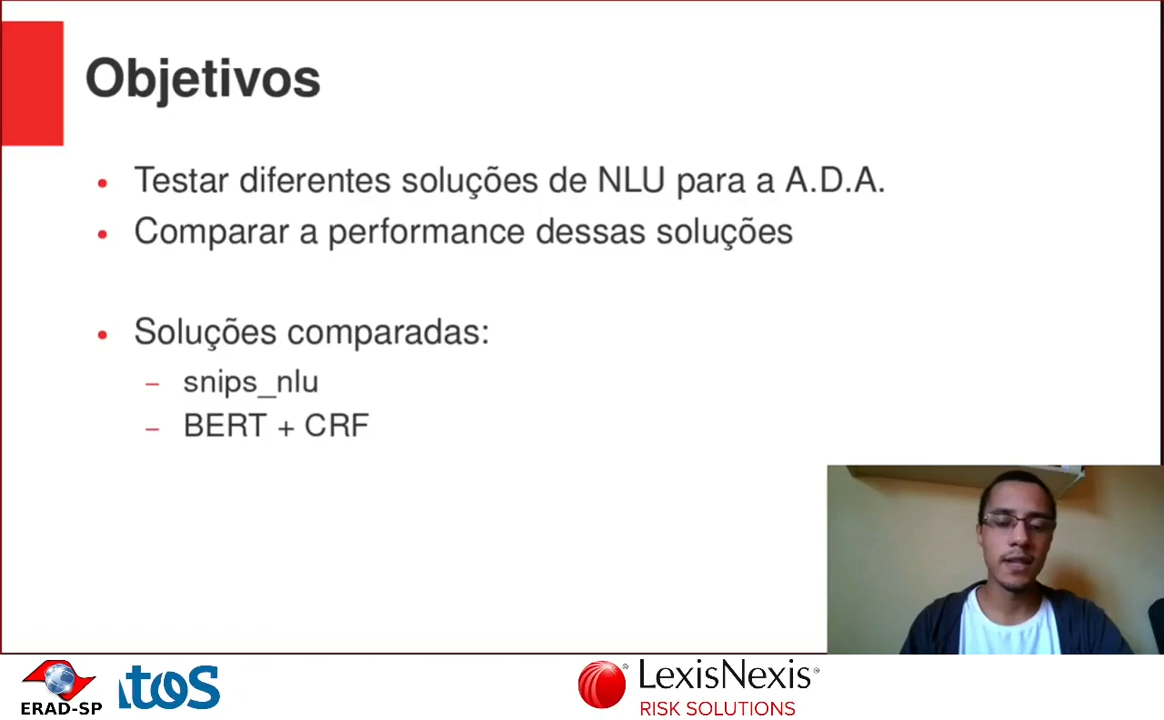 Objetivos
Testar diferentes soluções de NLU para a A.D.A.
Comparar a performance dessas soluções
Soluções comparadas:
snips_nlu
BERT + CRF
ERAD-SP
LexisNexis®
RISK SOLUTIONS